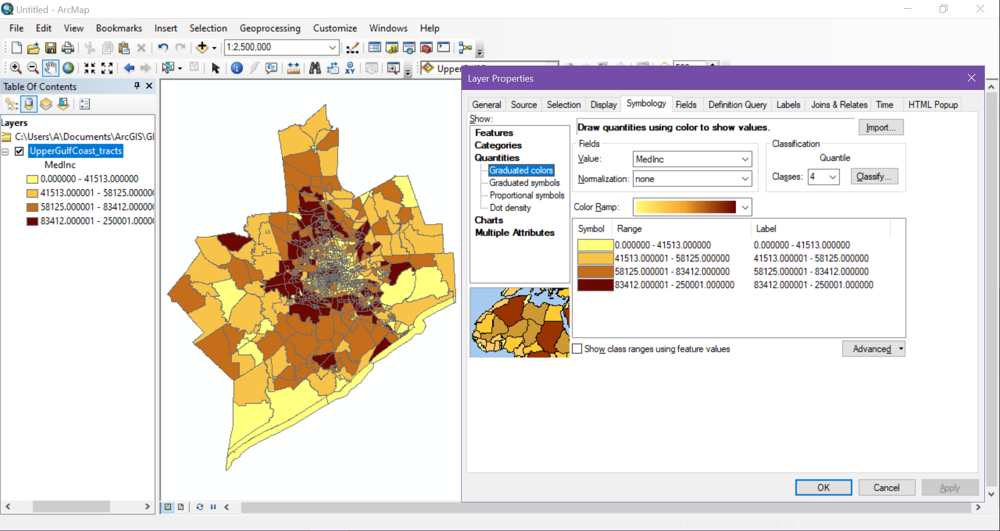 Untitled - ArcMap
File Edit View Bookmarks Insert Selection Geoprocessing Customize Windows Help
1:2,500,000
XY
Table Of Contents
Layers
C:\Users\A\Documents\ArcGIS\GI
UpperGulfCoast_tracts
MedInc
0.000000 - 41513.000000
41513.000001 - 58125.00000
58125.000001 - 83412.00000
83412.000001 - 250001.0000
Layer Properties
General Source Selection Display Symbology Fields Definition Query Labels Joins & Relates Time HTML Popup
Show:
Features
Categories
Quantities
Graduated colors
Graduated symbols
Proportional symbols
Dot density
Charts
Multiple Attributes
Draw quantities using color to show values.
Import...
Fields
Value: MedInc
Normalization: none
Classification
Quantile
Classes: 4 Classify...
Color Ramp:
Symbol Range Label
0.000000 - 41513.000000 0.000000 - 41513.000000
41513.000001 - 58125.000000 41513.000001 - 58125.000000
58125.000001 - 83412.000000 58125.000001 - 83412.000000
83412.000001 - 250001.000000 83412.000001 - 250001.000000
Show class ranges using feature values
Advanced
OK Cancel Apply